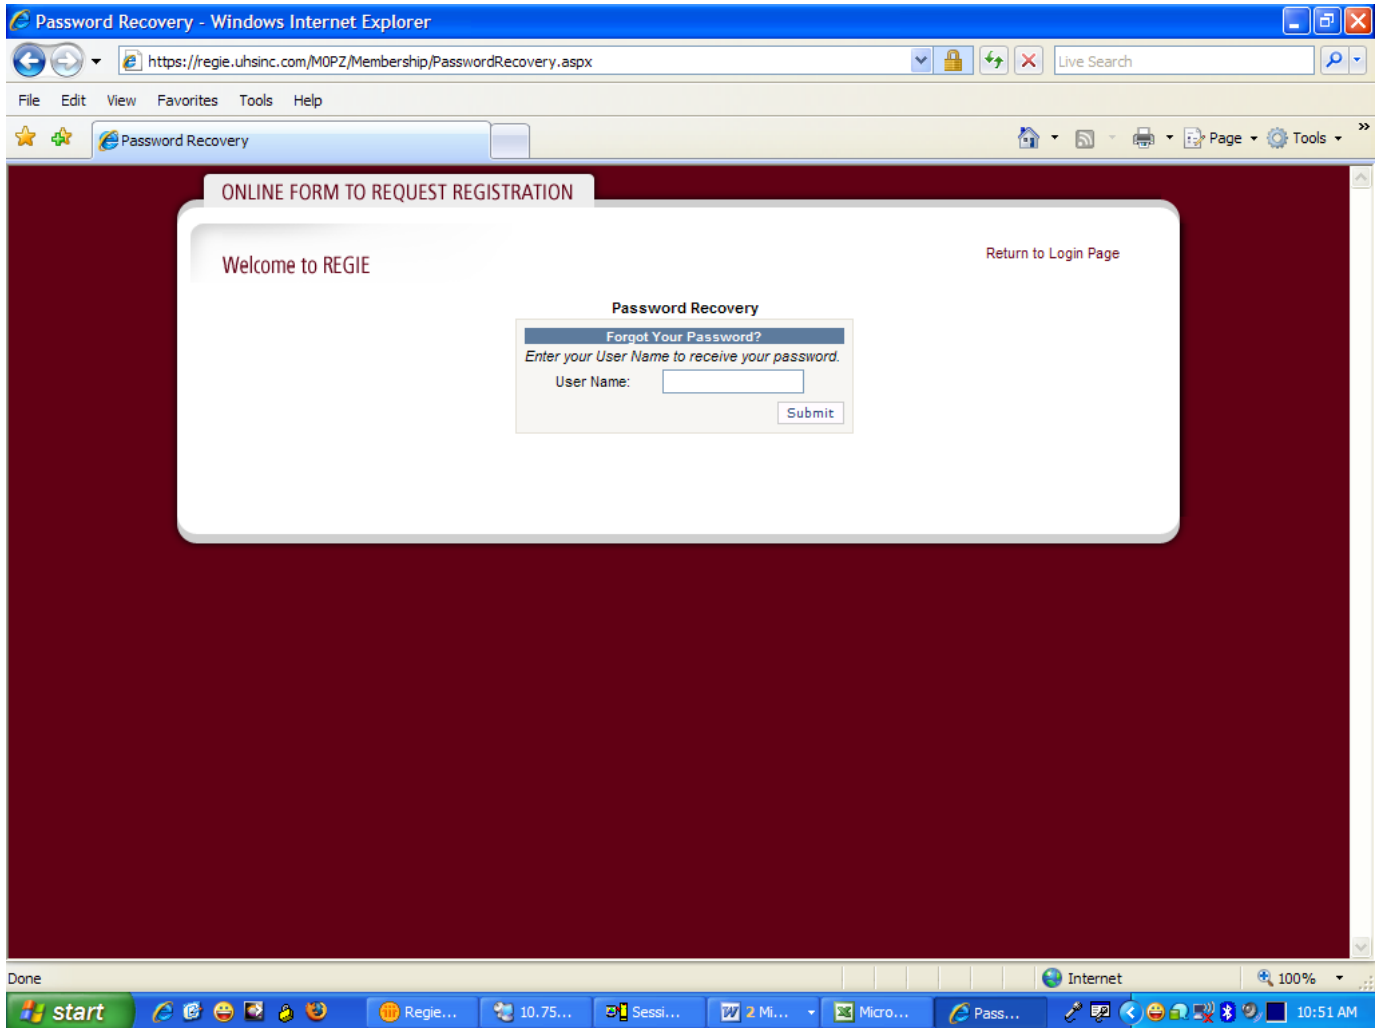 Password Recovery - Windows Internet Explorer
https://regie.uhsinc.com/M0PZ/Membership/PasswordRecovery.aspx
Live Search
File Edit View Favorites Tools Help
Password Recovery
Page Tools »
ONLINE FORM TO REQUEST REGISTRATION
Welcome to REGIE
Return to Login Page
Password Recovery
Forgot Your Password?
Enter your User Name to receive your password.
User Name:
Submit
Done Internet 100%
start Regie... 10.75... Sessi... 2 Mi... Micro... Pass... 10:51 AM